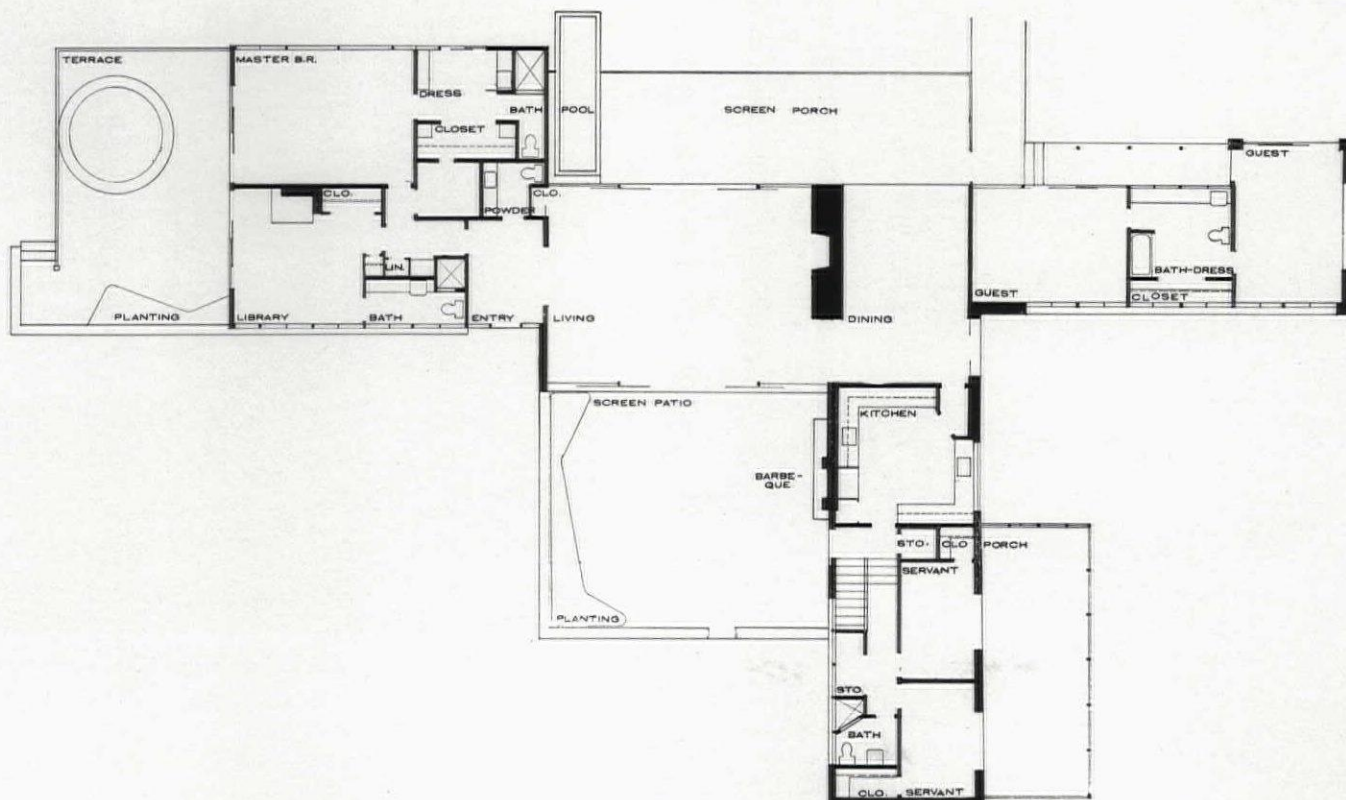 TERRACE
MASTER B.R.
DRESS
BATH
POOL
SCREEN PORCH
CLOSET
GUEST
CLO.
POWDER
CLO.
LIN.
BATH-DRESS
GUEST
CLOSET
PLANTING
LIBRARY
BATH
ENTRY
LIVING
DINING
SCREEN PATIO
KITCHEN
BARBE-
QUE
STO.
CLO
PORCH
SERVANT
PLANTING
STO.
BATH
CLO.
SERVANT